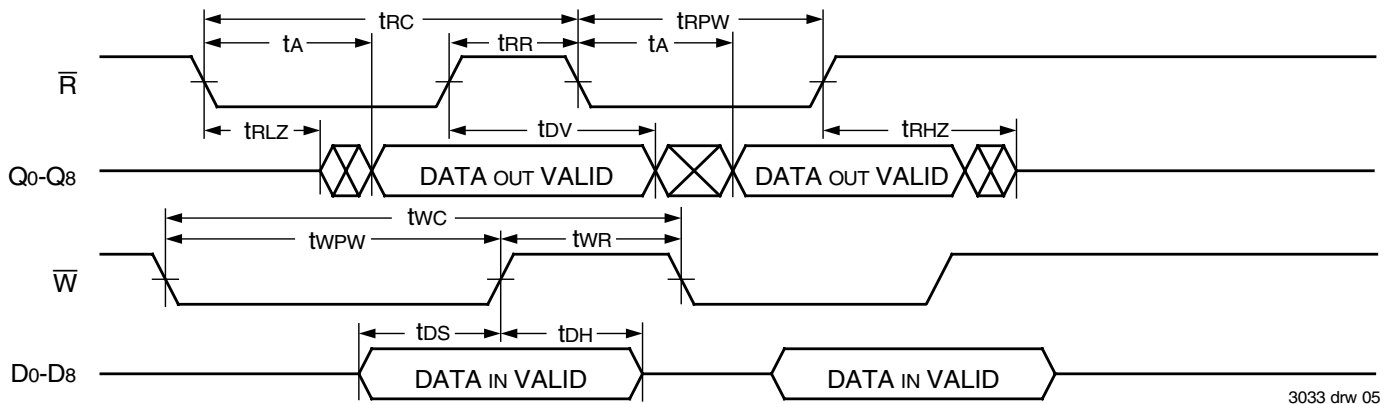 tRC tRPW
tA tRR tA
R̅
tRLZ tDV tRHZ
Q0-Q8 DATA OUT VALID DATA OUT VALID
tWC
tWPW tWR
W̅
tDS tDH
D0-D8 DATA IN VALID DATA IN VALID
3033 drw 05